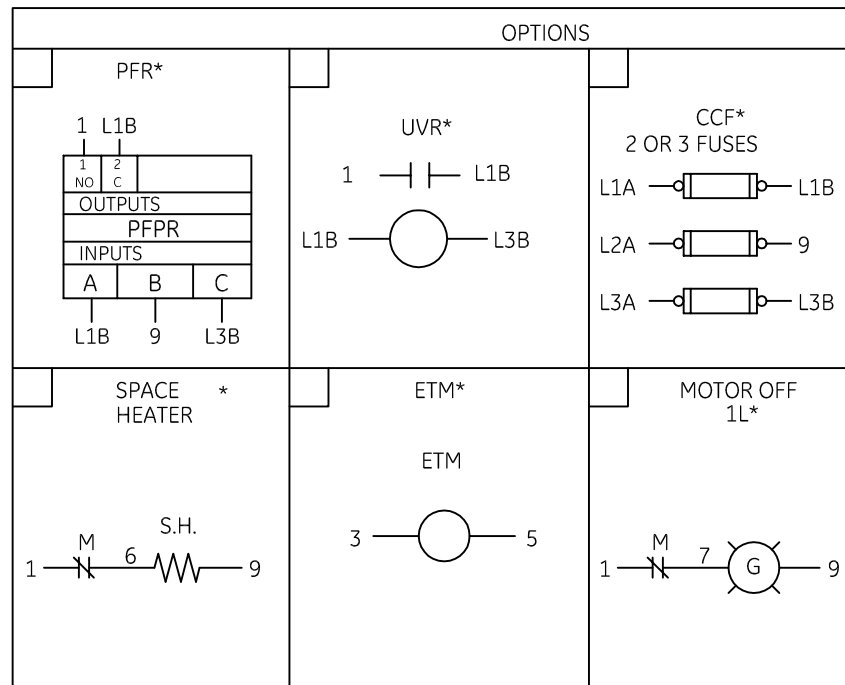 OPTIONS
PFR*
1 L1B
1 2
NO C
OUTPUTS
PFPR
INPUTS
A B C
L1B 9 L3B
UVR*
1 L1B
L1B L3B
CCF*
2 OR 3 FUSES
L1A L1B
L2A 9
L3A L3B
SPACE *
HEATER
S.H.
M 6
1 9
ETM*
ETM
3 5
MOTOR OFF
1L*
M 7
1 G 9